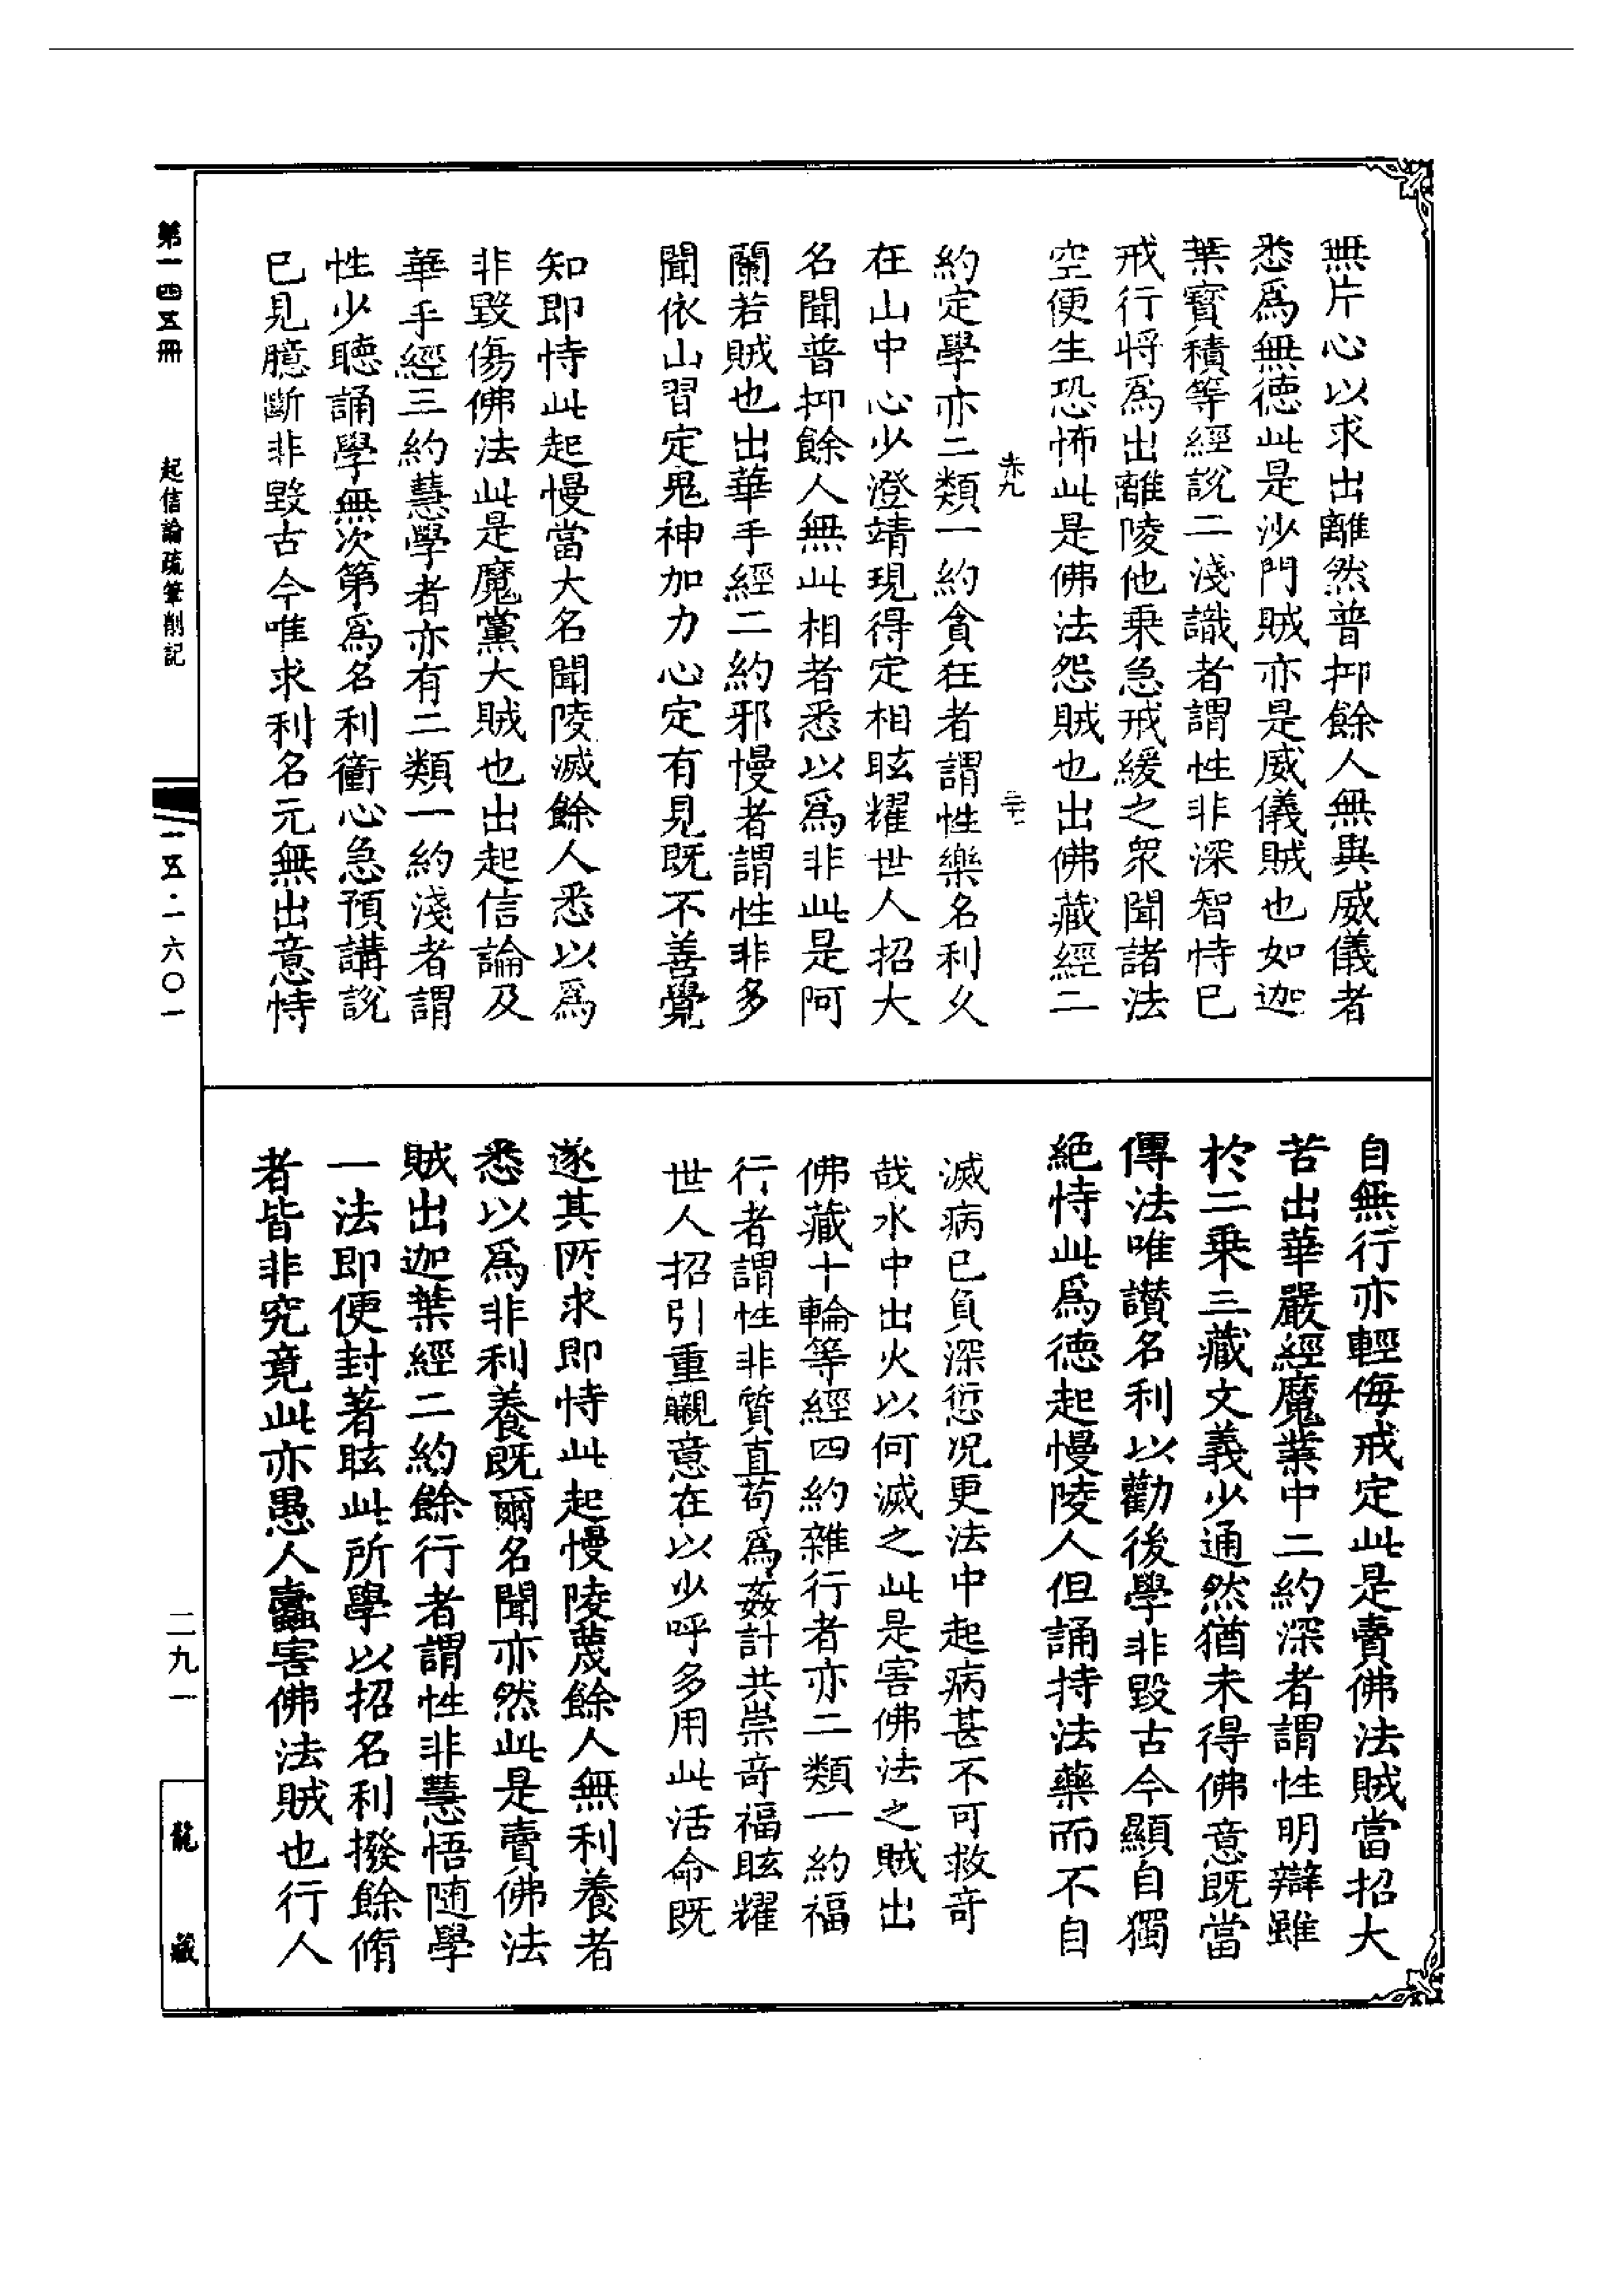 無片心以求出離然普抑餘人無與威儀者
悉爲無德此是沙門賊亦是威儀賊也如迦
葉寶積等經說二淺識者謂性非深智恃已
戒行將爲出離陵他乘急戒緩之衆聞諸法
空便生恐怖此是佛法怨賊也出佛藏經二
約定學亦二類一約貪狂者謂性樂名利久
在山中心少澄靖現得定相眩耀世人招大
名聞普抑餘人無此相者悉以爲非此是阿
蘭若賊也出華手經二約邪慢者謂性非多
聞依山習定鬼神加力心定有見既不善覺
知即恃此起慢當大名聞陵滅餘人悉以爲
非毀傷佛法此是魔黨大賊也出起信論及
華手經三約慧學者亦有二類一約淺者謂
性少聽誦學無次第爲名利衝心急預講說
已見臆斷非毀古今唯求利名元無出意恃
自無行亦輕侮戒定此是賣佛法賊當招大
苦出華嚴經魔業中二約深者謂性明辯雖
於二乘三藏文義少通然猶未得佛意既當
傳法唯讃名利以勸後學非毀古今顯自獨
絕恃此爲德起慢陵人但誦持法藥而不自
滅病已負深愆况更法中起病甚不可救奇
哉水中出火以何滅之此是害佛法之賊出
佛藏十輪等經四約雜行者亦二類一約福
行者謂性非質直苟爲姦計共崇奇福眩耀
世人招引重䞋意在以少呼多用此活命既
遂其所求即恃此起慢陵蔑餘人無利養者
悉以爲非利養既爾名聞亦然此是賣佛法
賊出迦葉經二約餘行者謂性非慧悟随學
一法即便封著眩此所學以招名利撥餘脩
者皆非究竟此亦愚人蠹害佛法賊也行人
第一四五冊
起信論疏筆削記
一五·一六〇一
二九一
龍藏